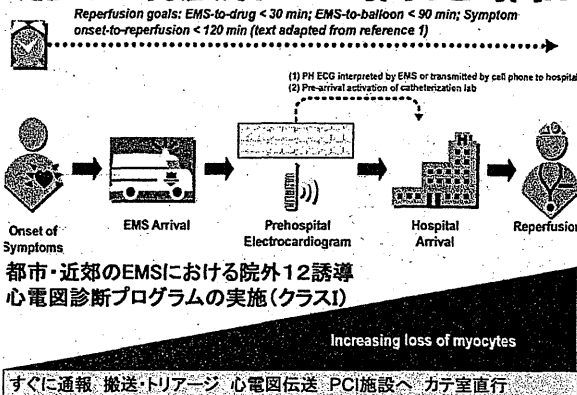 Reperfusion goals: EMS-to-drug < 30 min; EMS-to-balloon < 90 min; Symptom
onset-to-reperfusion < 120 min (text adapted from reference 1)
(1) PH ECG interpreted by EMS or transmitted by cell phone to hospital
(2) Pre-arrival activation of catheterization lab
H
Onset of
Symptoms
EMS Arrival
Prehospital
Electrocardiogram
Hospital
Arrival
Reperfusion
都市・近郊のEMSにおける院外12誘導
心電図診断プログラムの実施(クラスI)
Increasing loss of myocytes
すぐに通報 搬送・トリアージ 心電図伝送 PCI施設へ カテ室直行